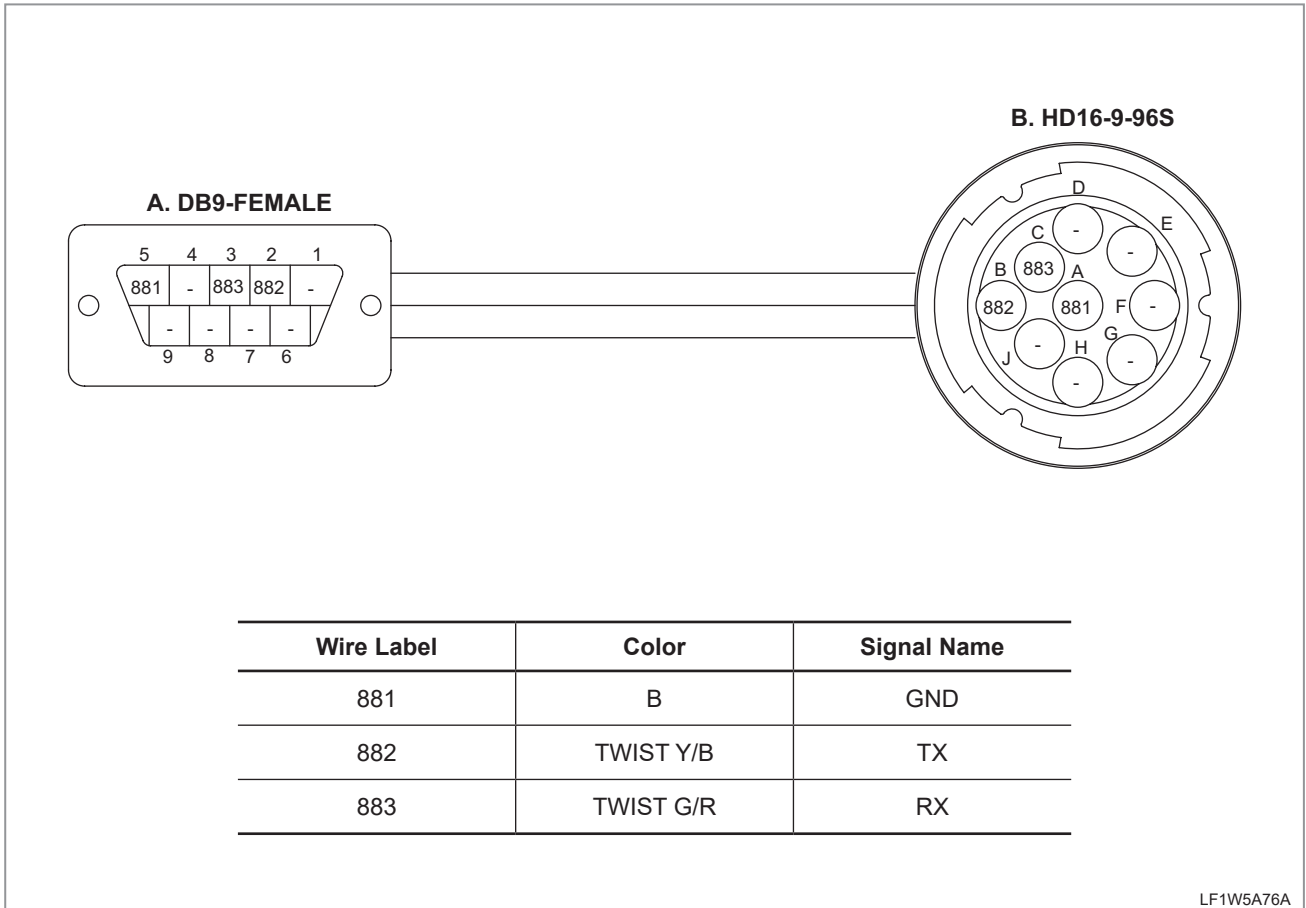 B. HD16-9-96S
A. DB9-FEMALE
5 4 3 2 1
881 - 883 882 -
- - - -
9 8 7 6
D
-
E
-
C
883
B
882
A
881
F
-
G
-
J
-
H
-
Wire Label Color Signal Name
881 B GND
882 TWIST Y/B TX
883 TWIST G/R RX
LF1W5A76A